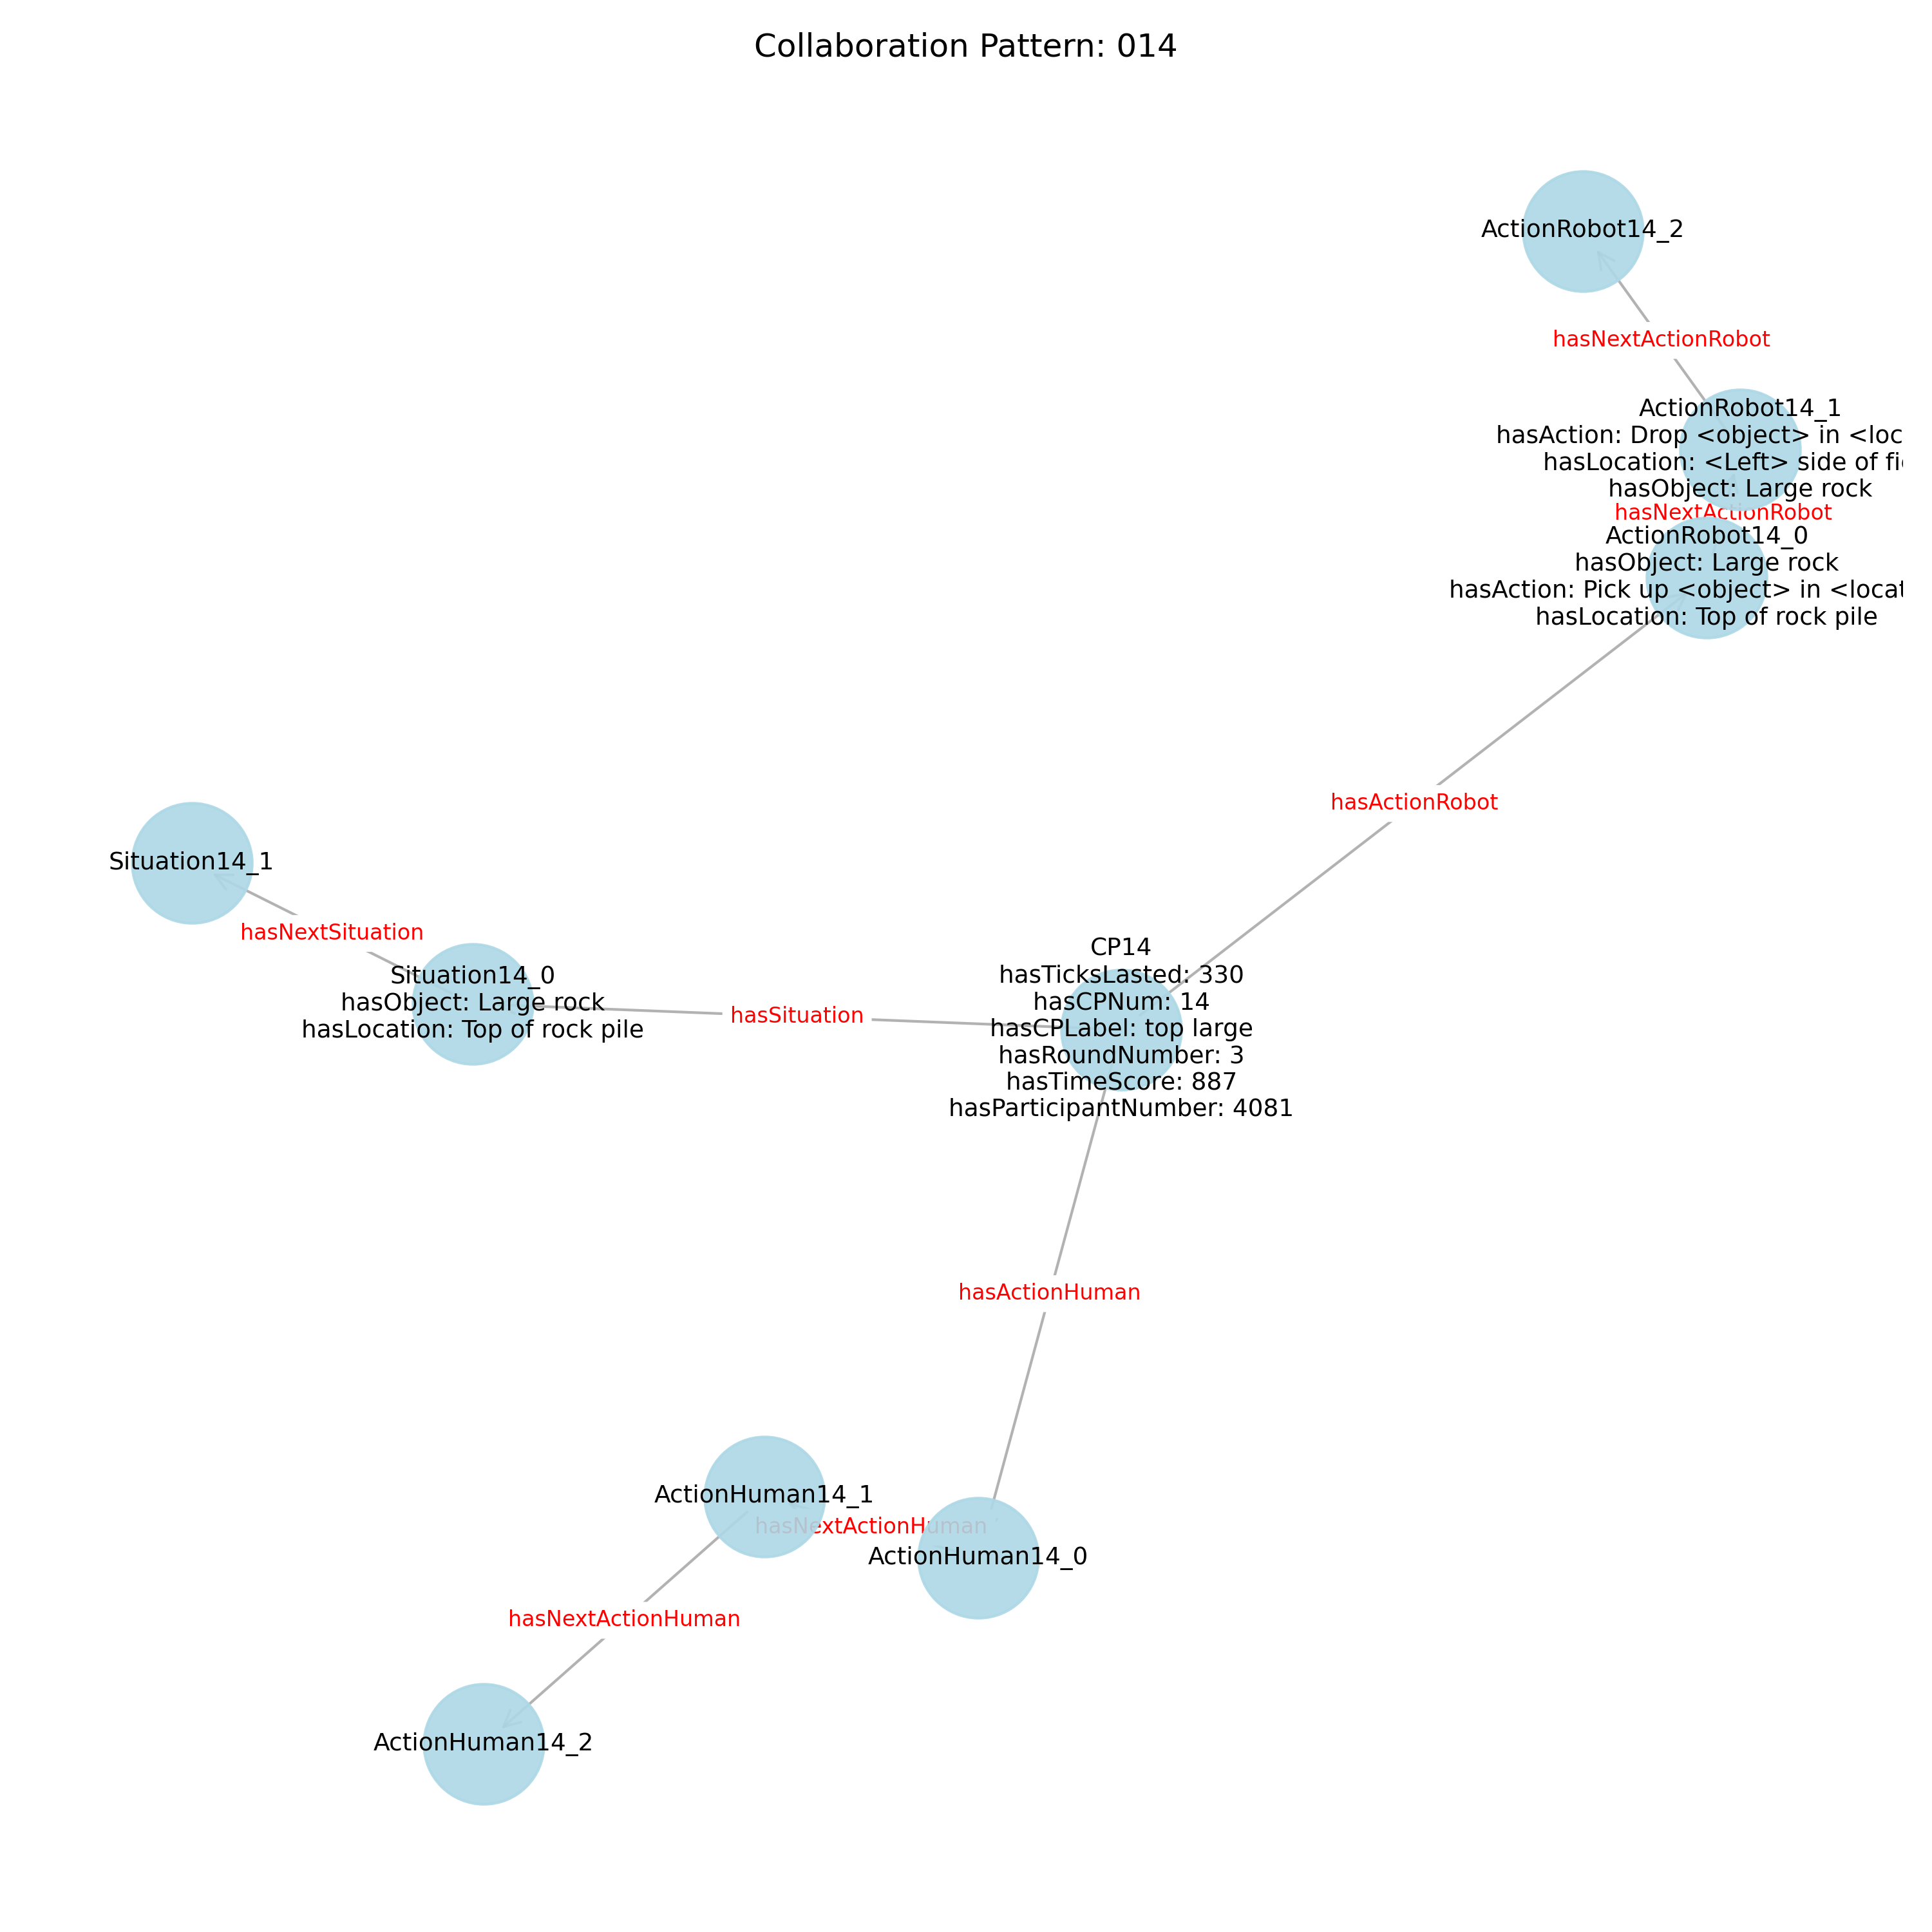 Collaboration Pattern: 014
ActionRobot14_2
hasNextActionRobot
ActionRobot14_1
hasAction: Drop <object> in <loc
hasLocation: <Left> side of fi
hasObject: Large rock
hasNextActionRobot
ActionRobot14_0
hasObject: Large rock
hasAction: Pick up <object> in <locat
hasLocation: Top of rock pile
hasActionRobot
Situation14_1
hasNextSituation
Situation14_0
hasObject: Large rock
hasLocation: Top of rock pile
hasSituation
CP14
hasTicksLasted: 330
hasCPNum: 14
hasCPLabel: top large
hasRoundNumber: 3
hasTimeScore: 887
hasParticipantNumber: 4081
hasActionHuman
ActionHuman14_1
hasNextActionHuman
ActionHuman14_0
hasNextActionHuman
ActionHuman14_2